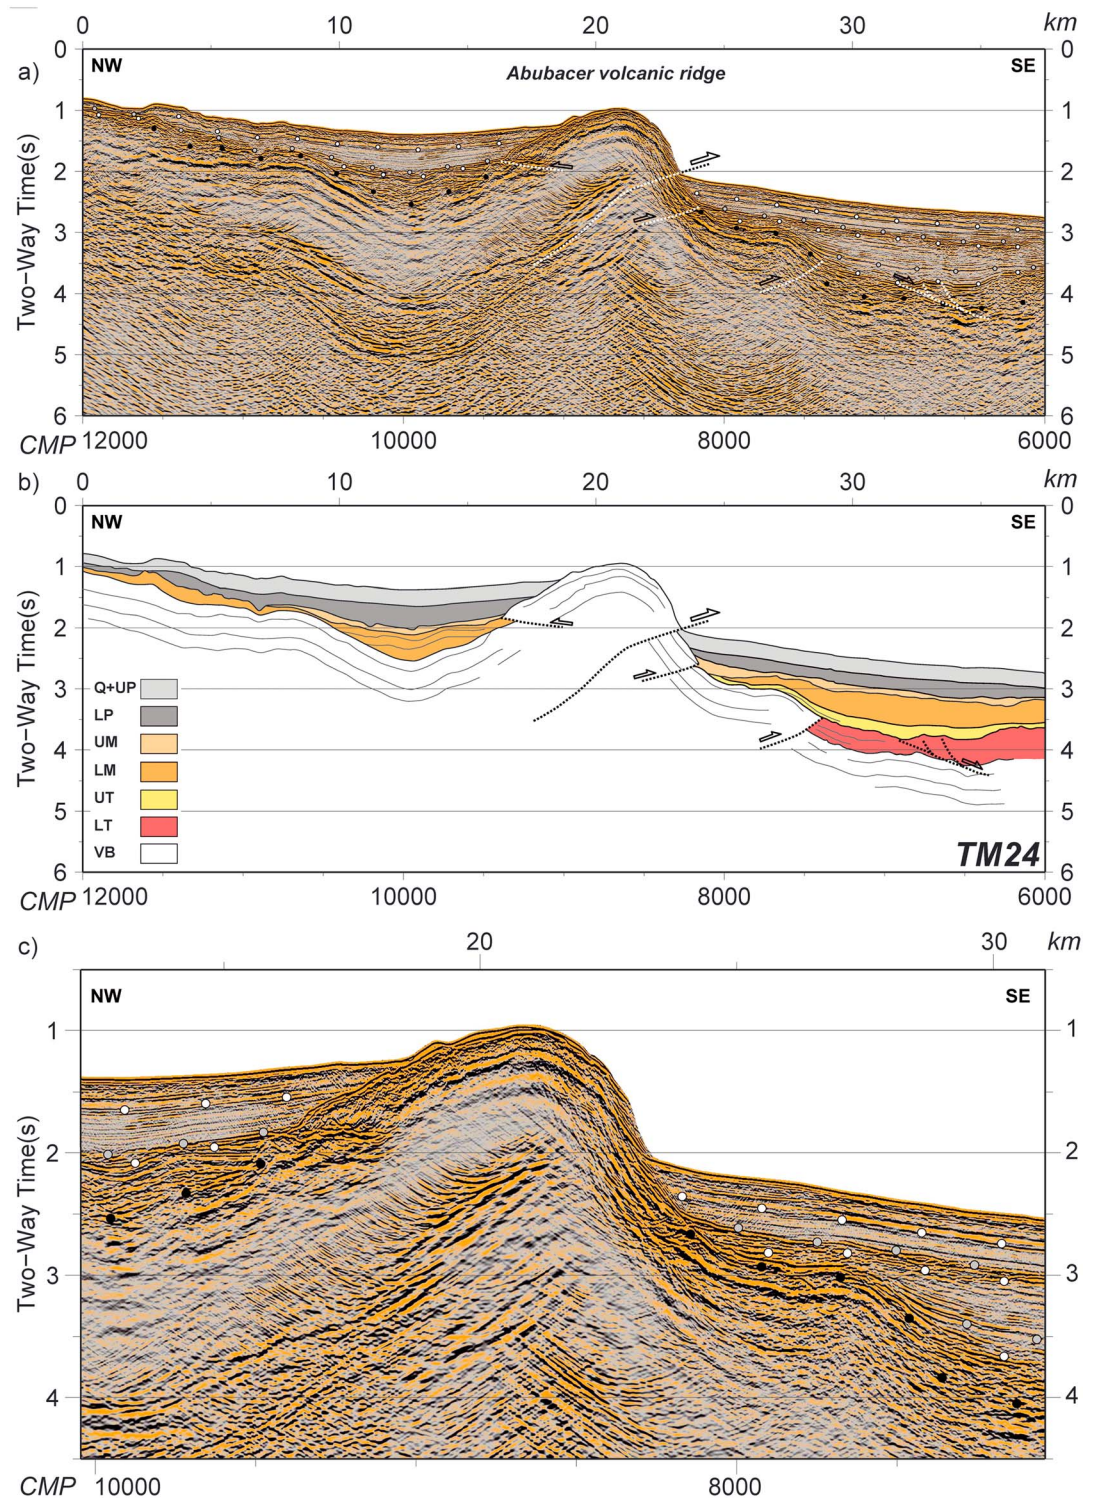 0 10 20 30 km
a)
NW
Abubacer volcanic ridge
SE
0 0
1 1
2 2
3 3
4 4
5 5
6 6
Two–Way Time(s)
CMP 12000 10000 8000 6000
b)
0 10 20 30 km
NW
SE
0 0
1 1
2 2
3 3
4 4
5 5
6 6
Two–Way Time(s)
Q+UP
LP
UM
LM
UT
LT
VB
TM24
CMP 12000 10000 8000 6000
c)
20 30 km
NW
SE
1 1
2 2
3 3
4 4
Two–Way Time(s)
CMP 10000 8000